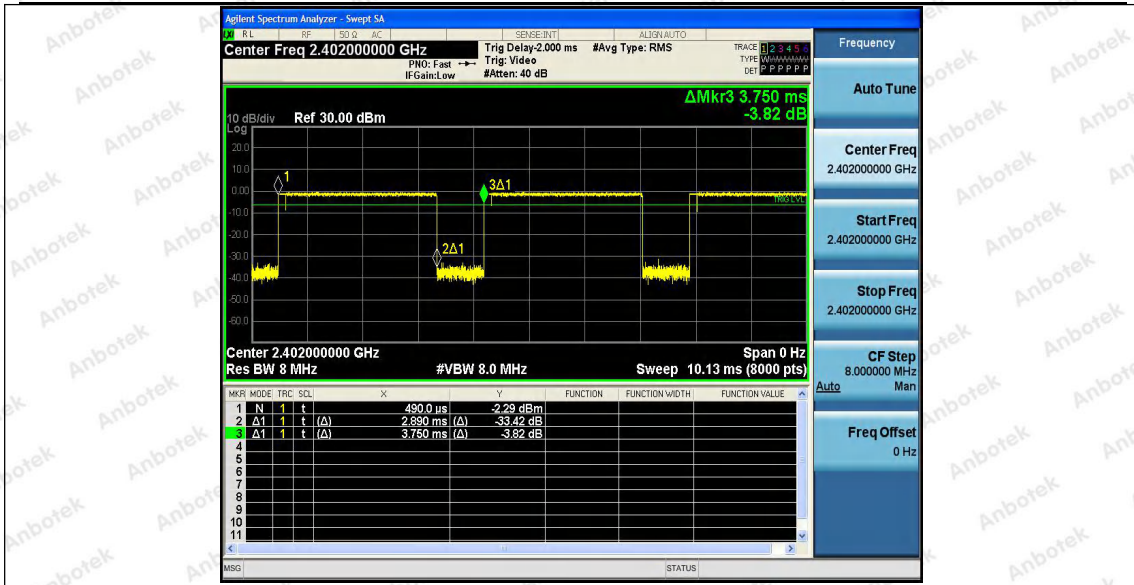 Agilent Spectrum Analyzer - Swept SA
LXI RL RF 50 Ω AC SENSE:INT ALIGNAUTO
Center Freq 2.402000000 GHz
Trig Delay-2.000 ms #Avg Type: RMS
PNO: Fast Trig: Video
IFGain:Low #Atten: 40 dB
TRACE 1 2 3 4 5 6
TYPE W
DET P P P P P P
ΔMkr3 3.750 ms
-3.82 dB
10 dB/div Ref 30.00 dBm
Log
20.0
10.0
0.00
-10.0
-20.0
-30.0
-40.0
-50.0
-60.0
1
2Δ1
3Δ1
TRIG LVL
Center 2.402000000 GHz Span 0 Hz
Res BW 8 MHz #VBW 8.0 MHz Sweep 10.13 ms (8000 pts)
MKR MODE TRC SCL X Y FUNCTION FUNCTION WIDTH FUNCTION VALUE
1 N 1 t 490.0 µs -2.29 dBm
2 Δ1 1 t (Δ) 2.890 ms (Δ) -33.42 dB
3 Δ1 1 t (Δ) 3.750 ms (Δ) -3.82 dB
4
5
6
7
8
9
10
11
MSG STATUS
Frequency
Auto Tune
Center Freq
2.402000000 GHz
Start Freq
2.402000000 GHz
Stop Freq
2.402000000 GHz
CF Step
8.000000 MHz
Auto Man
Freq Offset
0 Hz
Anbotek